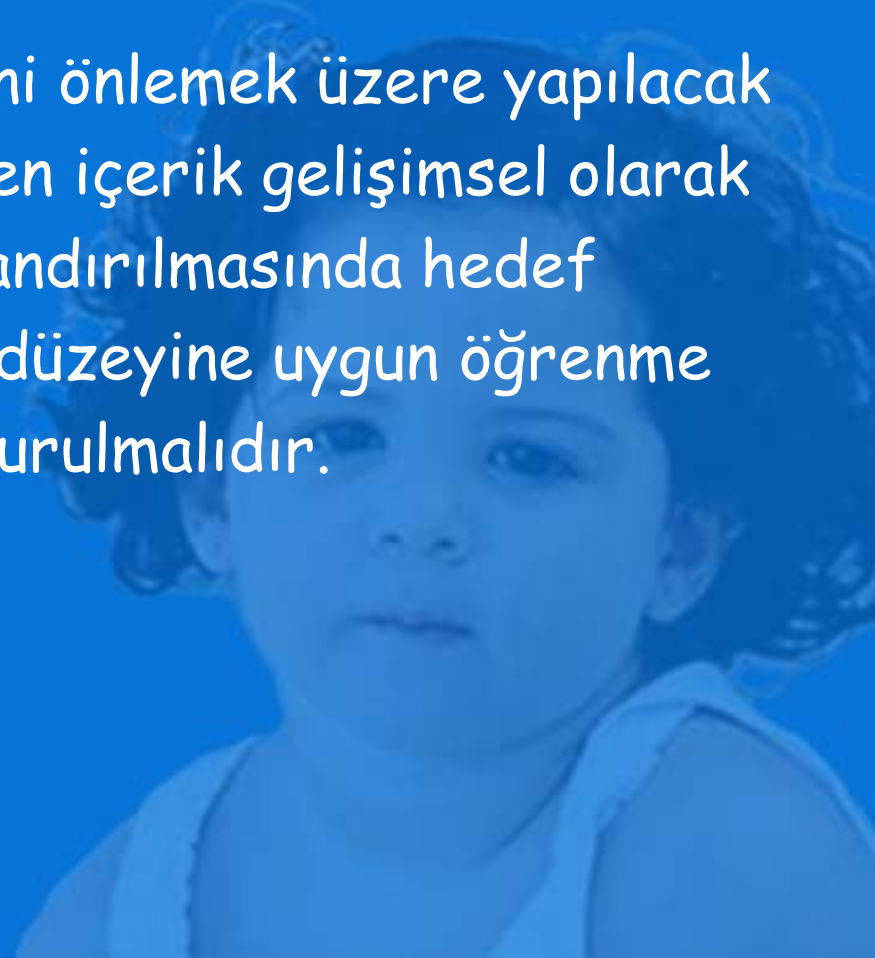 ni önlemek üzere yapılacak
en içerik gelişimsel olarak
andırılmasında hedef
düzeyine uygun öğrenme
urulmalıdır.